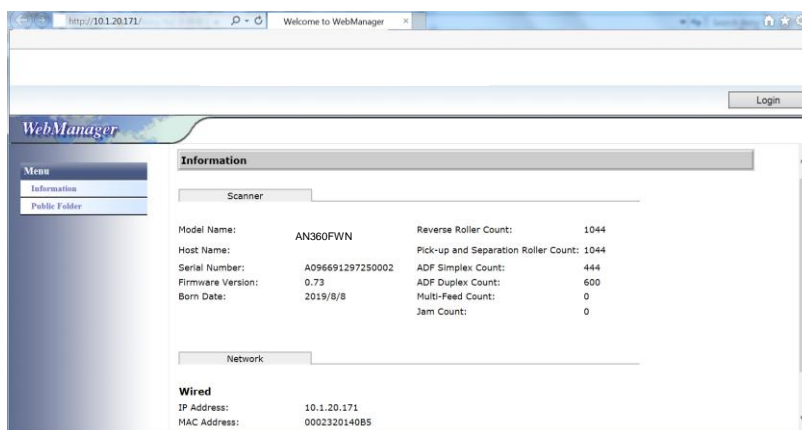 http://10.1.20.171/
Welcome to WebManager
Login
WebManager
Menu
Information
Public Folder
Information
Scanner
Model Name: AN360FWN Reverse Roller Count: 1044
Host Name: Pick-up and Separation Roller Count: 1044
Serial Number: A096691297250002 ADF Simplex Count: 444
Firmware Version: 0.73 ADF Duplex Count: 600
Born Date: 2019/8/8 Multi-Feed Count: 0
Jam Count: 0
Network
Wired
IP Address: 10.1.20.171
MAC Address: 0002320140B5